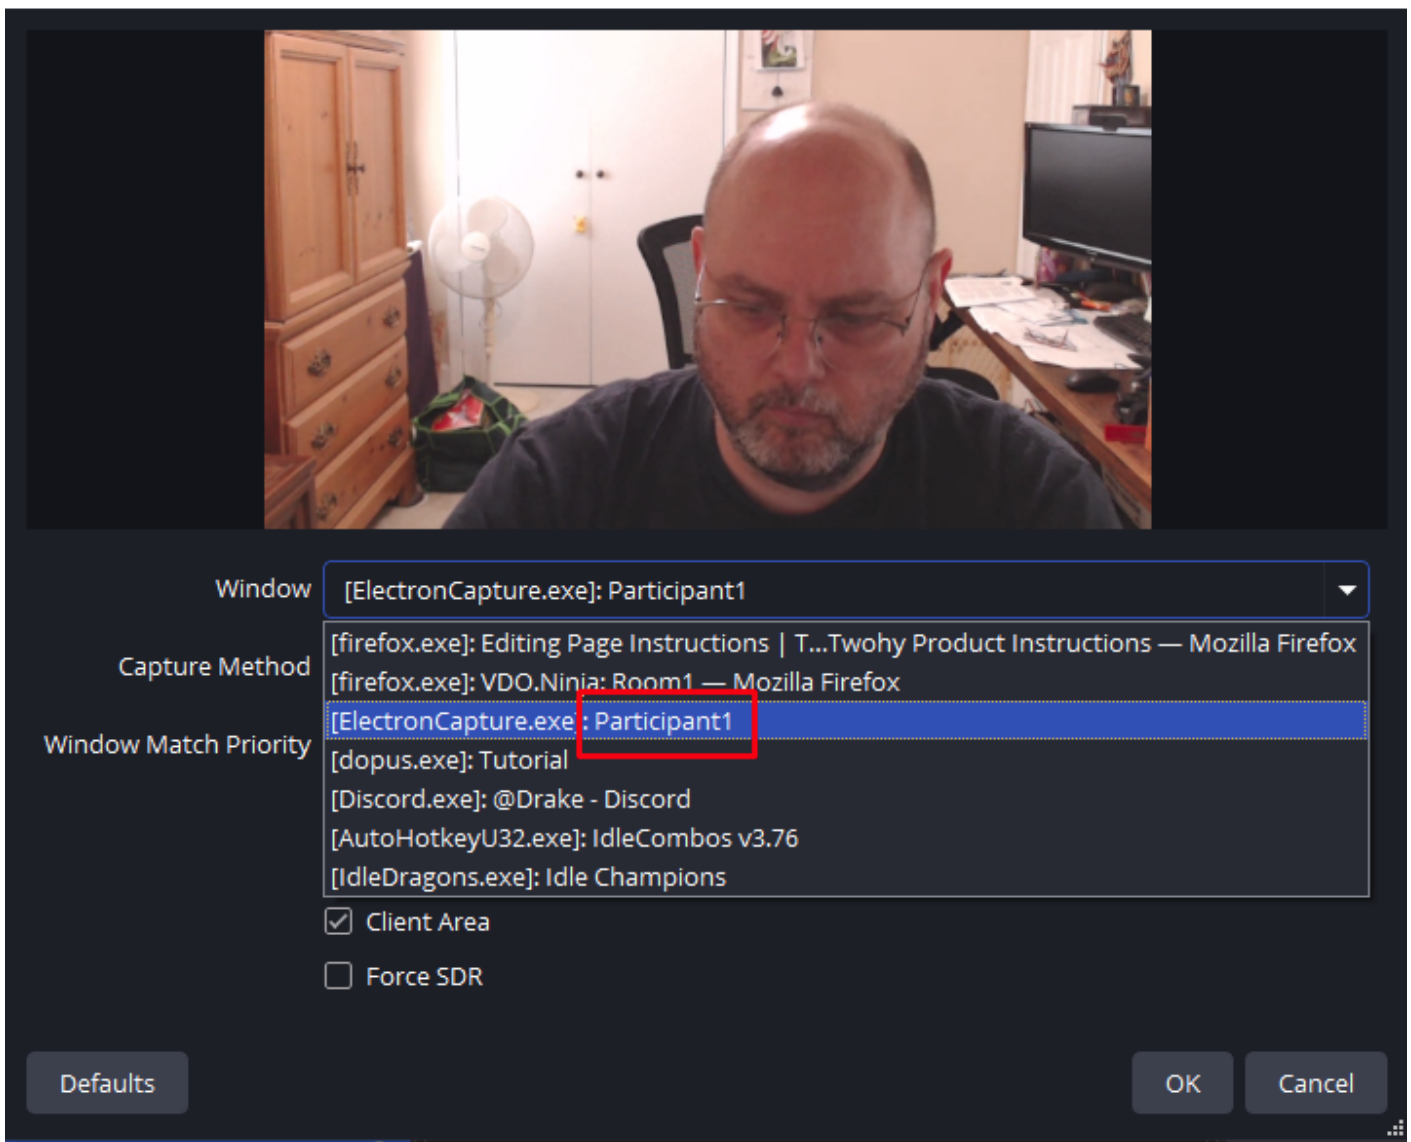 Window
[ElectronCapture.exe]: Participant1
[firefox.exe]: Editing Page Instructions | T...Twohy Product Instructions — Mozilla Firefox
Capture Method
[firefox.exe]: VDO.Ninja: Room1 — Mozilla Firefox
[ElectronCapture.exe]: Participant1
Window Match Priority
[dopus.exe]: Tutorial
[Discord.exe]: @Drake - Discord
[AutoHotkeyU32.exe]: IdleCombos v3.76
[IdleDragons.exe]: Idle Champions
Client Area
Force SDR
Defaults
OK
Cancel